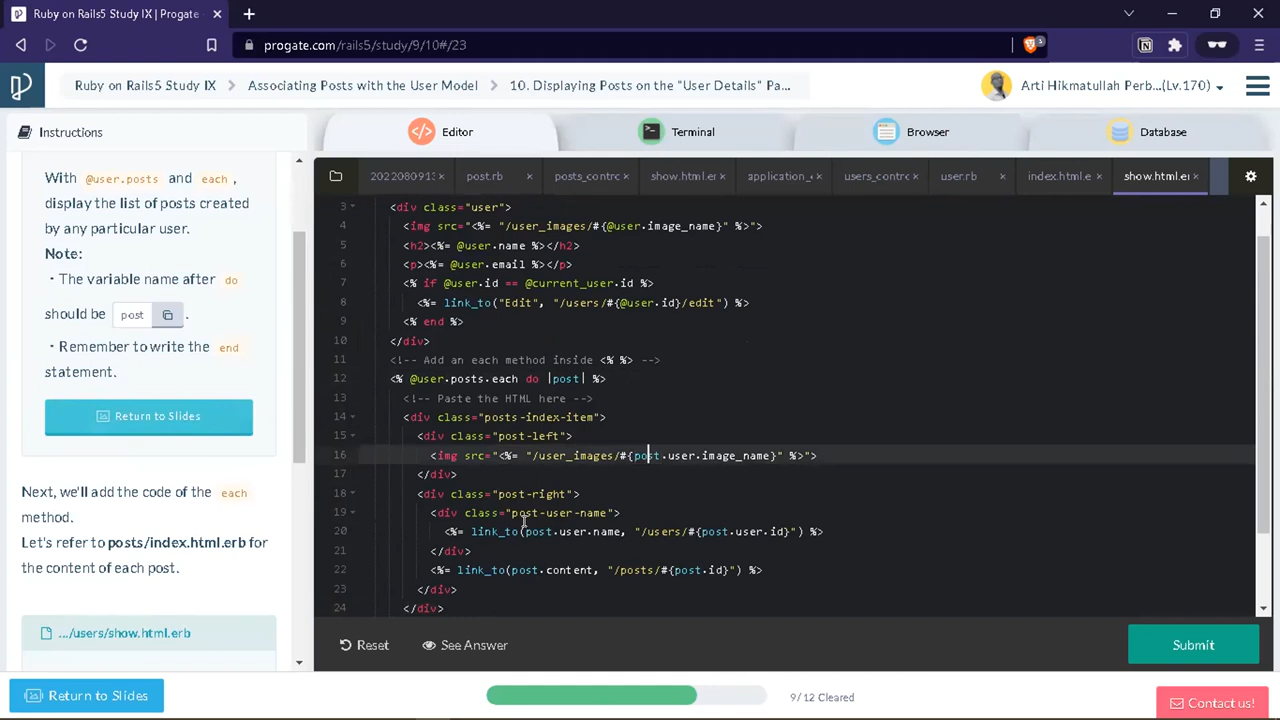 Ruby on Rails5 Study IX | Progate
progate.com/rails5/study/9/10#/23
Ruby on Rails5 Study IX > Associating Posts with the User Model > 10. Displaying Posts on the "User Details" Pa...
Arti Hikmatullah Perb...(Lv.170)
Instructions
Editor
Terminal
Browser
Database
2022080913
post.rb
posts_contrc
show.html.er
application_c
users_contrc
user.rb
index.html.e
show.html.er
With @user.posts and each ,
display the list of posts created
by any particular user.
Note:
・The variable name after do
should be post .
・Remember to write the end
statement.
Return to Slides
Next, we'll add the code of the each
method.
Let's refer to posts/index.html.erb for
the content of each post.
.../users/show.html.erb
3 <div class="user">
4 <img src="<%= "/user_images/#{@user.image_name}" %>">
5 <h2><%= @user.name %></h2>
6 <p><%= @user.email %></p>
7 <% if @user.id == @current_user.id %>
8 <%= link_to("Edit", "/users/#{@user.id}/edit") %>
9 <% end %>
10 </div>
11 <!-- Add an each method inside <% %> -->
12 <% @user.posts.each do |post| %>
13 <!-- Paste the HTML here -->
14 <div class="posts-index-item">
15 <div class="post-left">
16 <img src="<%= "/user_images/#{post.user.image_name}" %>">
17 </div>
18 <div class="post-right">
19 <div class="post-user-name">
20 <%= link_to(post.user.name, "/users/#{post.user.id}") %>
21 </div>
22 <%= link_to(post.content, "/posts/#{post.id}") %>
23 </div>
24 </div>
Reset
See Answer
Submit
Return to Slides
9/12 Cleared
Contact us!